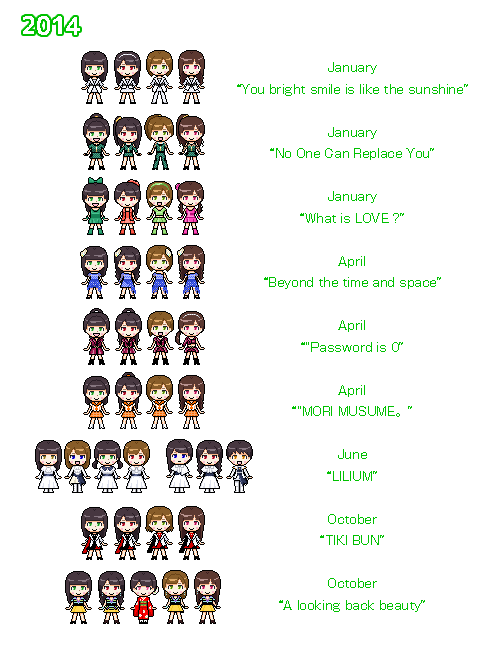 2014
January
“You bright smile is like the sunshine”
January
“No One Can Replace You”
January
“What is LOVE ?”
April
“Beyond the time and space”
April
“"Password is 0”
April
“"MORI MUSUME。”
June
“LILIUM”
October
“TIKI BUN”
October
“A looking back beauty”